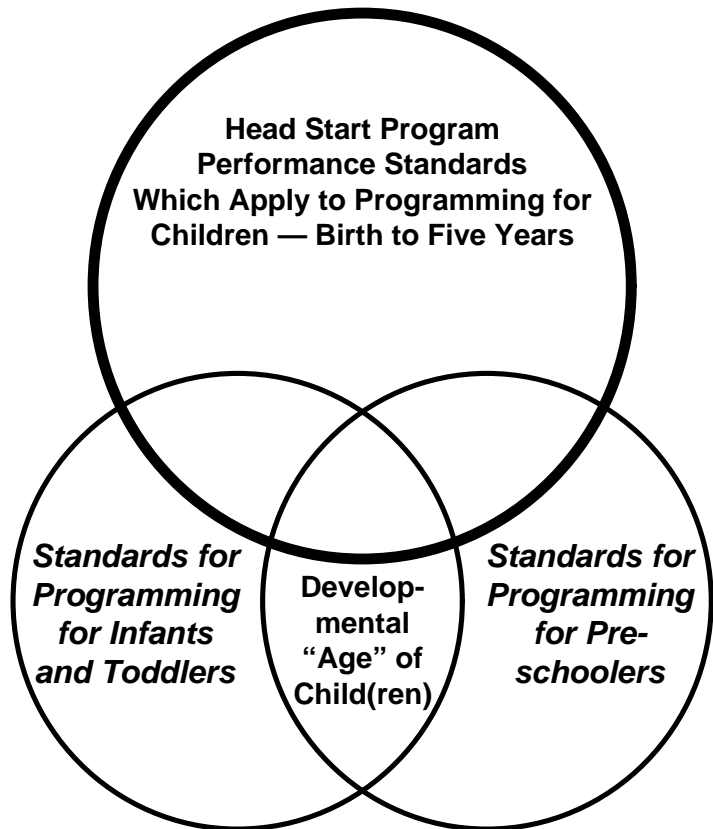 Head Start Program
Performance Standards
Which Apply to Programming for
Children — Birth to Five Years
Standards for
Programming
for Infants
and Toddlers
Develop-
mental
“Age” of
Child(ren)
Standards for
Programming
for Pre-
schoolers